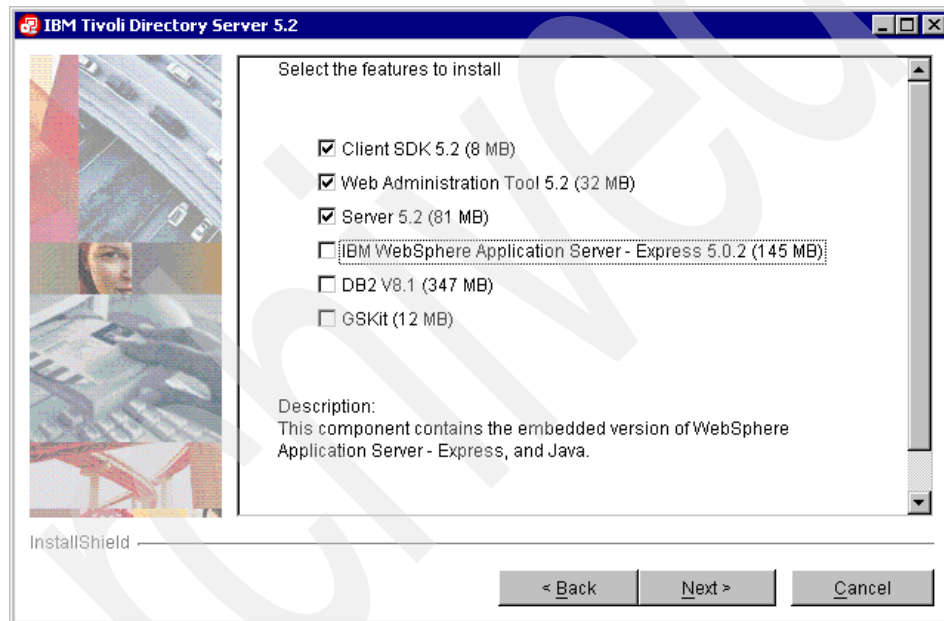 IBM Tivoli Directory Server 5.2
Select the features to install
Client SDK 5.2 (8 MB)
Web Administration Tool 5.2 (32 MB)
Server 5.2 (81 MB)
IBM WebSphere Application Server - Express 5.0.2 (145 MB)
DB2 V8.1 (347 MB)
GSKit (12 MB)
Description:
This component contains the embedded version of WebSphere
Application Server - Express, and Java.
InstallShield
< Back
Next >
Cancel